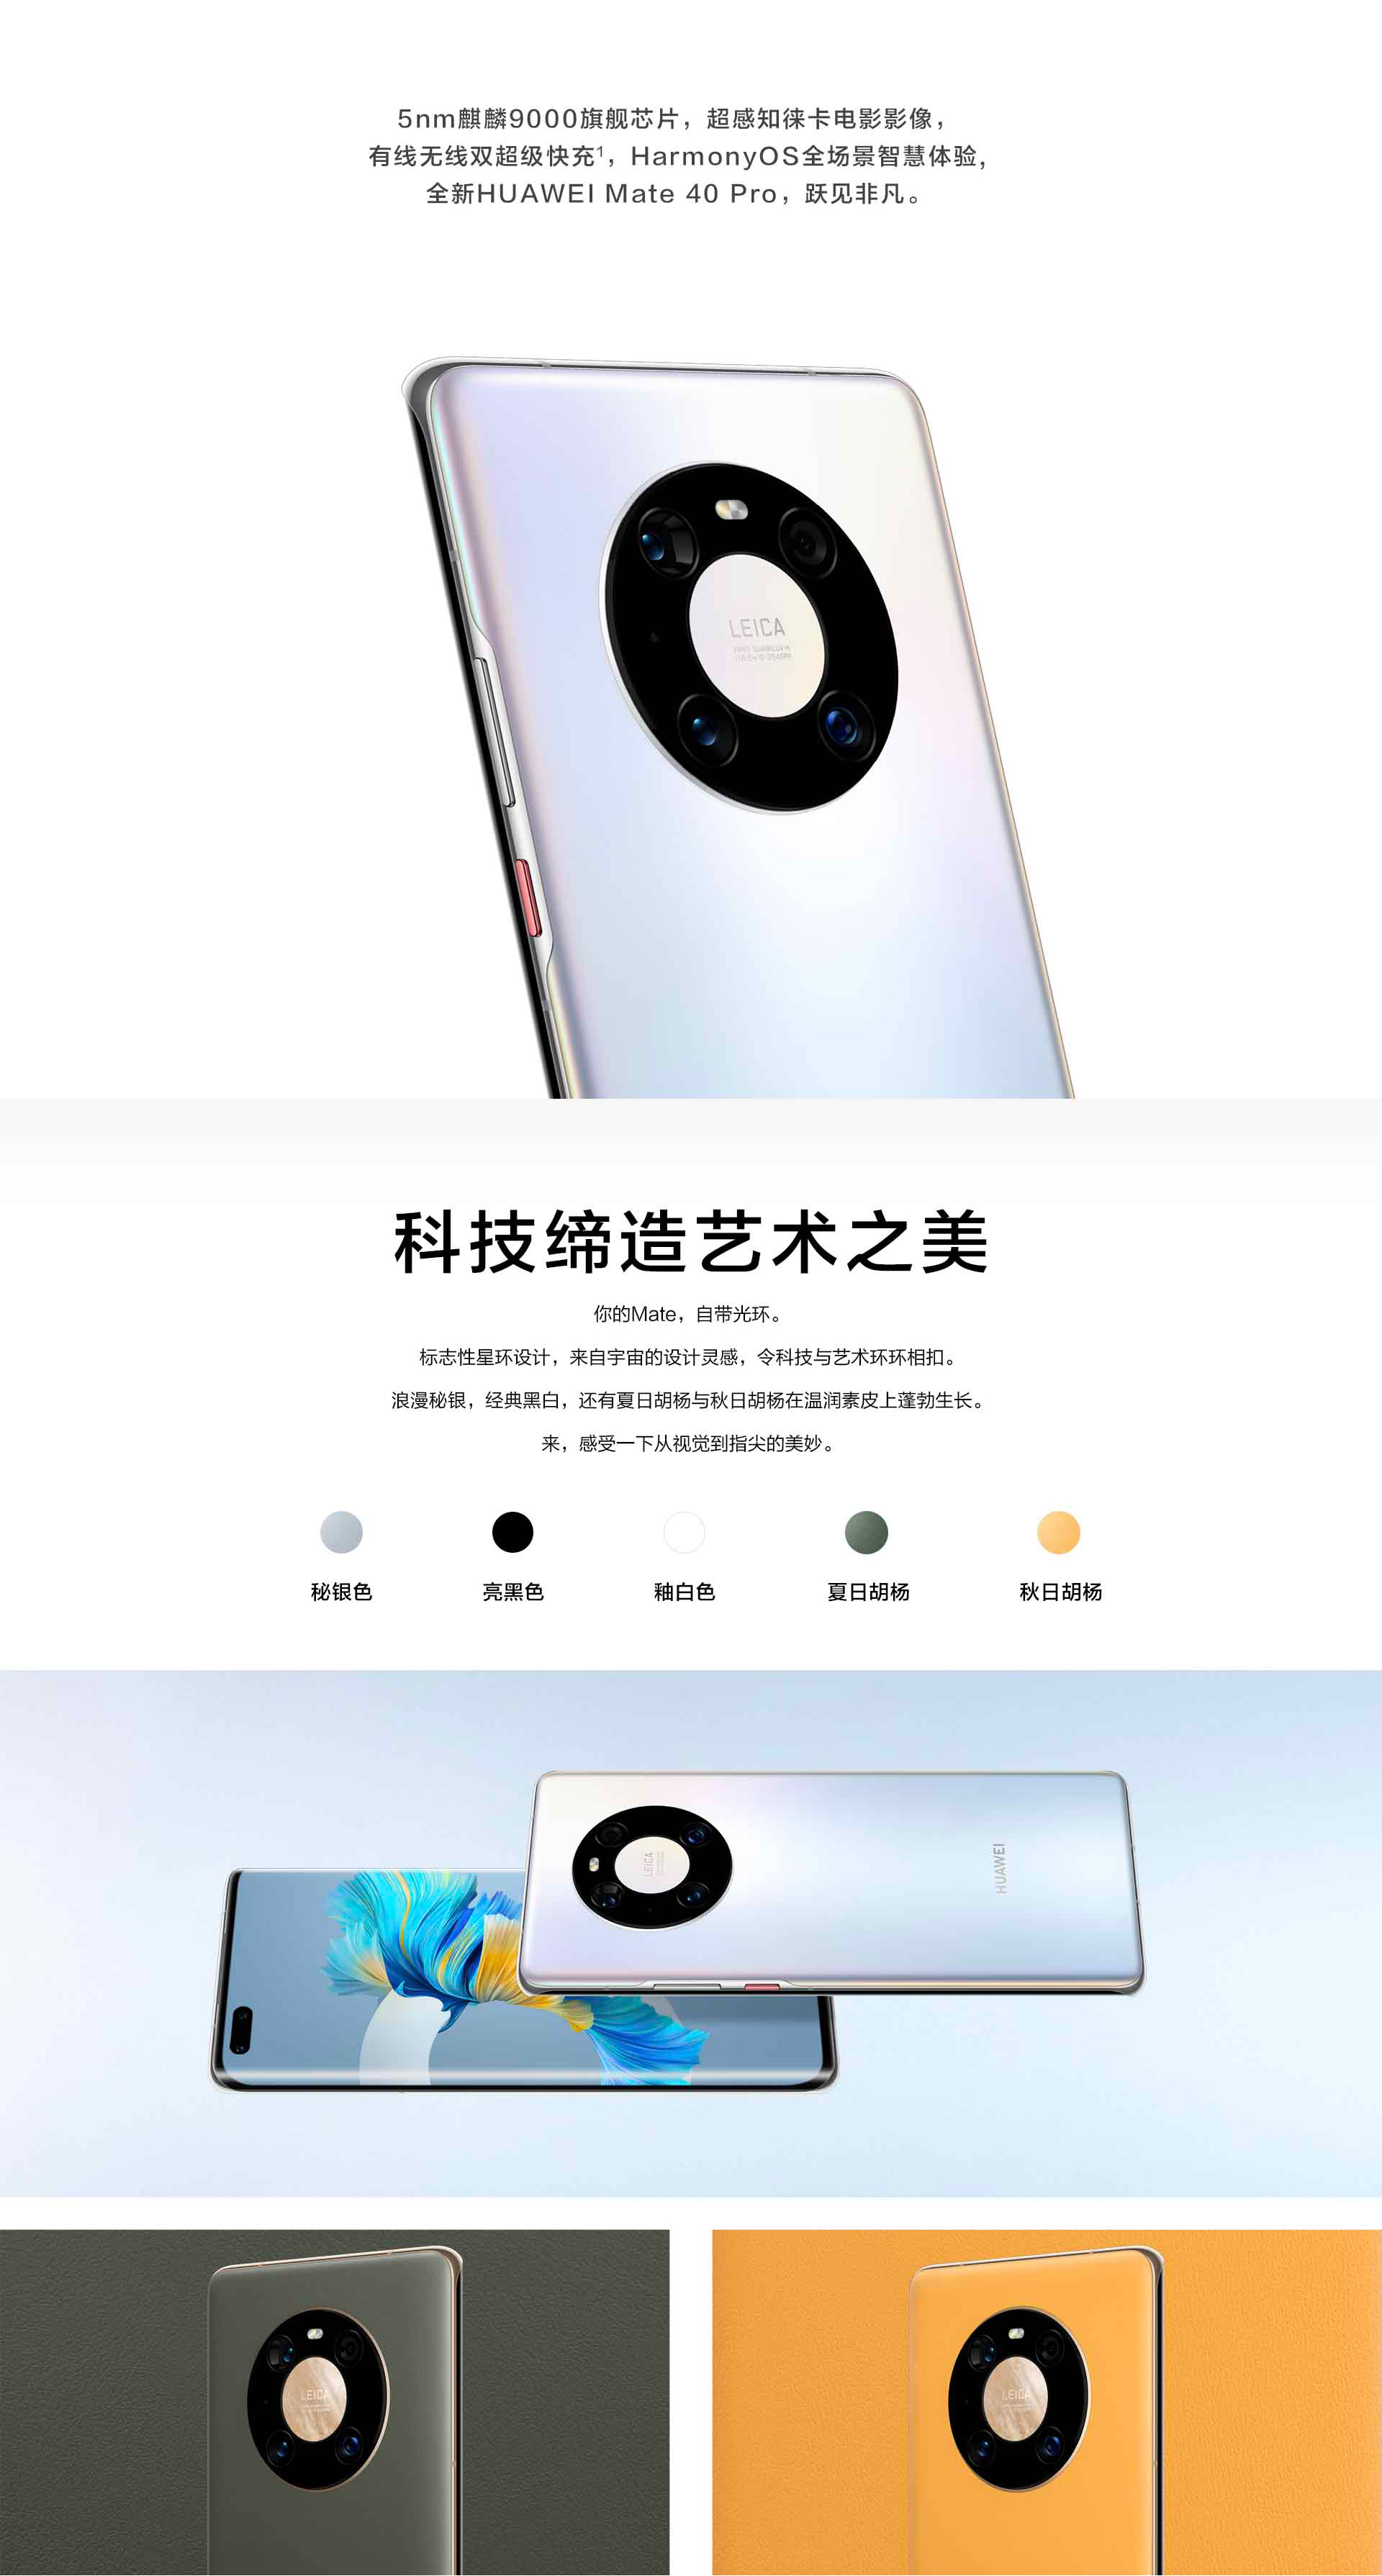 5nm麒麟9000旗舰芯片，超感知徕卡电影影像，
有线无线双超级快充1，HarmonyOS全场景智慧体验，
全新HUAWEI Mate 40 Pro，跃见非凡。
LEICA
科技缔造艺术之美
你的Mate，自带光环。
标志性星环设计，来自宇宙的设计灵感，令科技与艺术环环相扣。
浪漫秘银，经典黑白，还有夏日胡杨与秋日胡杨在温润素皮上蓬勃生长。
来，感受一下从视觉到指尖的美妙。
秘银色
亮黑色
釉白色
夏日胡杨
秋日胡杨
LEICA
HUAWEI
LEICA
LEICA